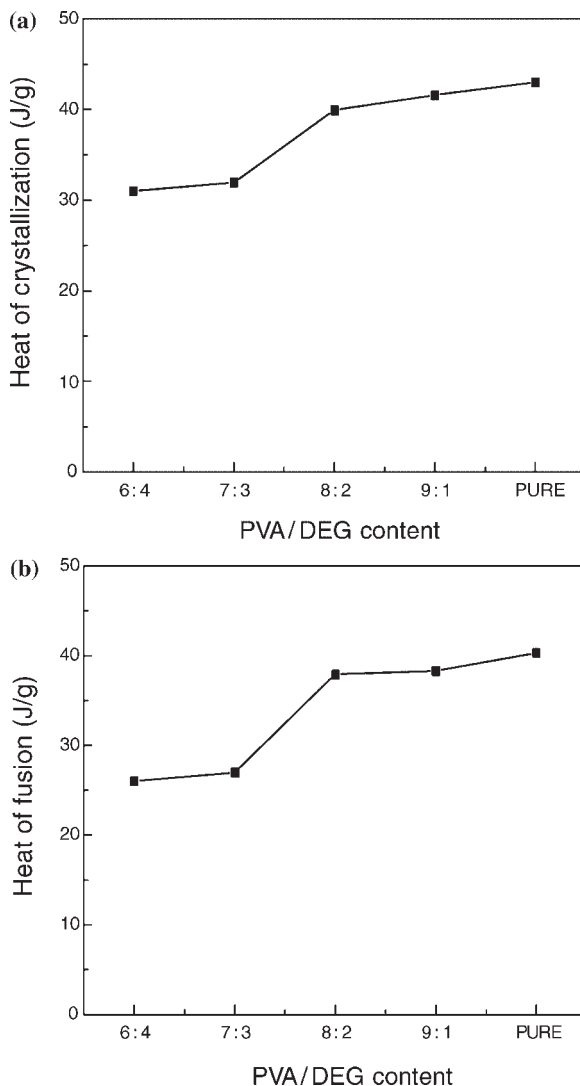 (a)
50
40
30
20
10
0
Heat of crystallization (J/g)
6:4 7:3 8:2 9:1 PURE
PVA/DEG content
(b)
50
40
30
20
10
0
Heat of fusion (J/g)
6:4 7:3 8:2 9:1 PURE
PVA/DEG content